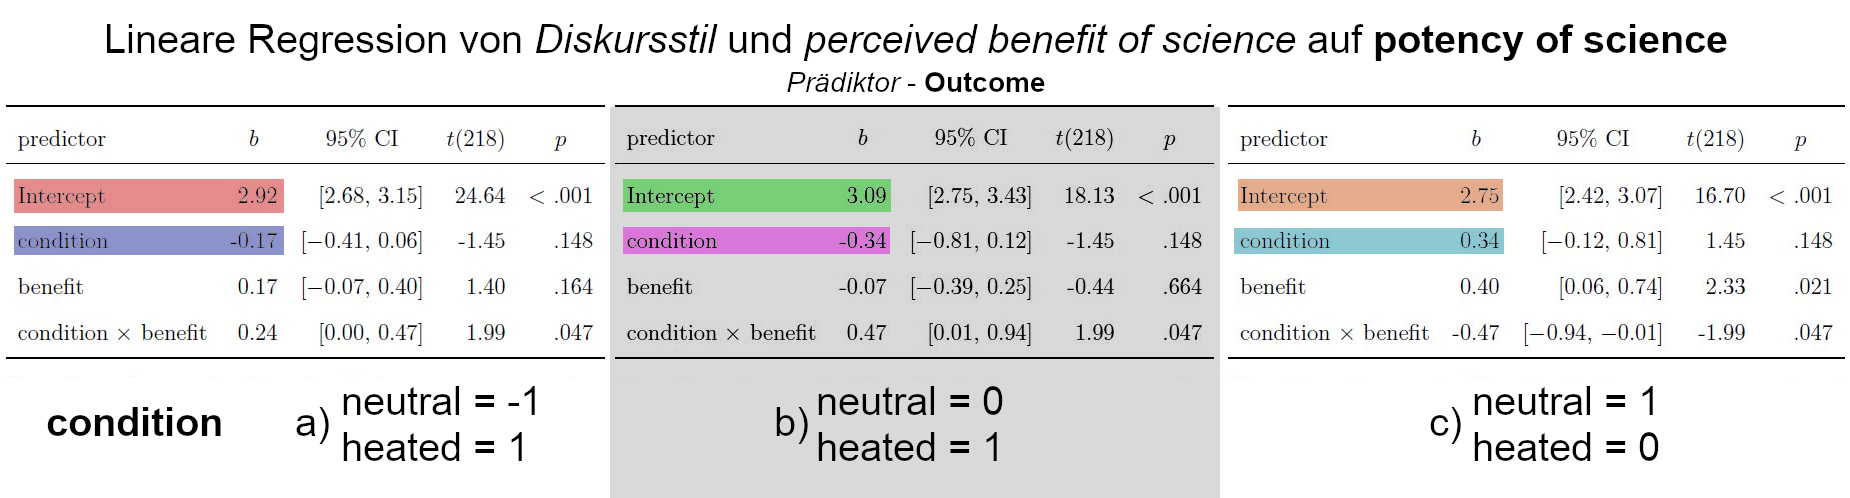 Lineare Regression von Diskursstil und perceived benefit of science auf potency of science
Prädiktor - Outcome
predictor b 95% CI t(218) p
Intercept 2.92 [2.68, 3.15] 24.64 < .001
condition -0.17 [−0.41, 0.06] -1.45 .148
benefit 0.17 [−0.07, 0.40] 1.40 .164
condition × benefit 0.24 [0.00, 0.47] 1.99 .047
predictor b 95% CI t(218) p
Intercept 3.09 [2.75, 3.43] 18.13 < .001
condition -0.34 [−0.81, 0.12] -1.45 .148
benefit -0.07 [−0.39, 0.25] -0.44 .664
condition × benefit 0.47 [0.01, 0.94] 1.99 .047
predictor b 95% CI t(218) p
Intercept 2.75 [2.42, 3.07] 16.70 < .001
condition 0.34 [−0.12, 0.81] 1.45 .148
benefit 0.40 [0.06, 0.74] 2.33 .021
condition × benefit -0.47 [−0.94, −0.01] -1.99 .047
condition
a) neutral = -1
heated = 1
b) neutral = 0
heated = 1
c) neutral = 1
heated = 0